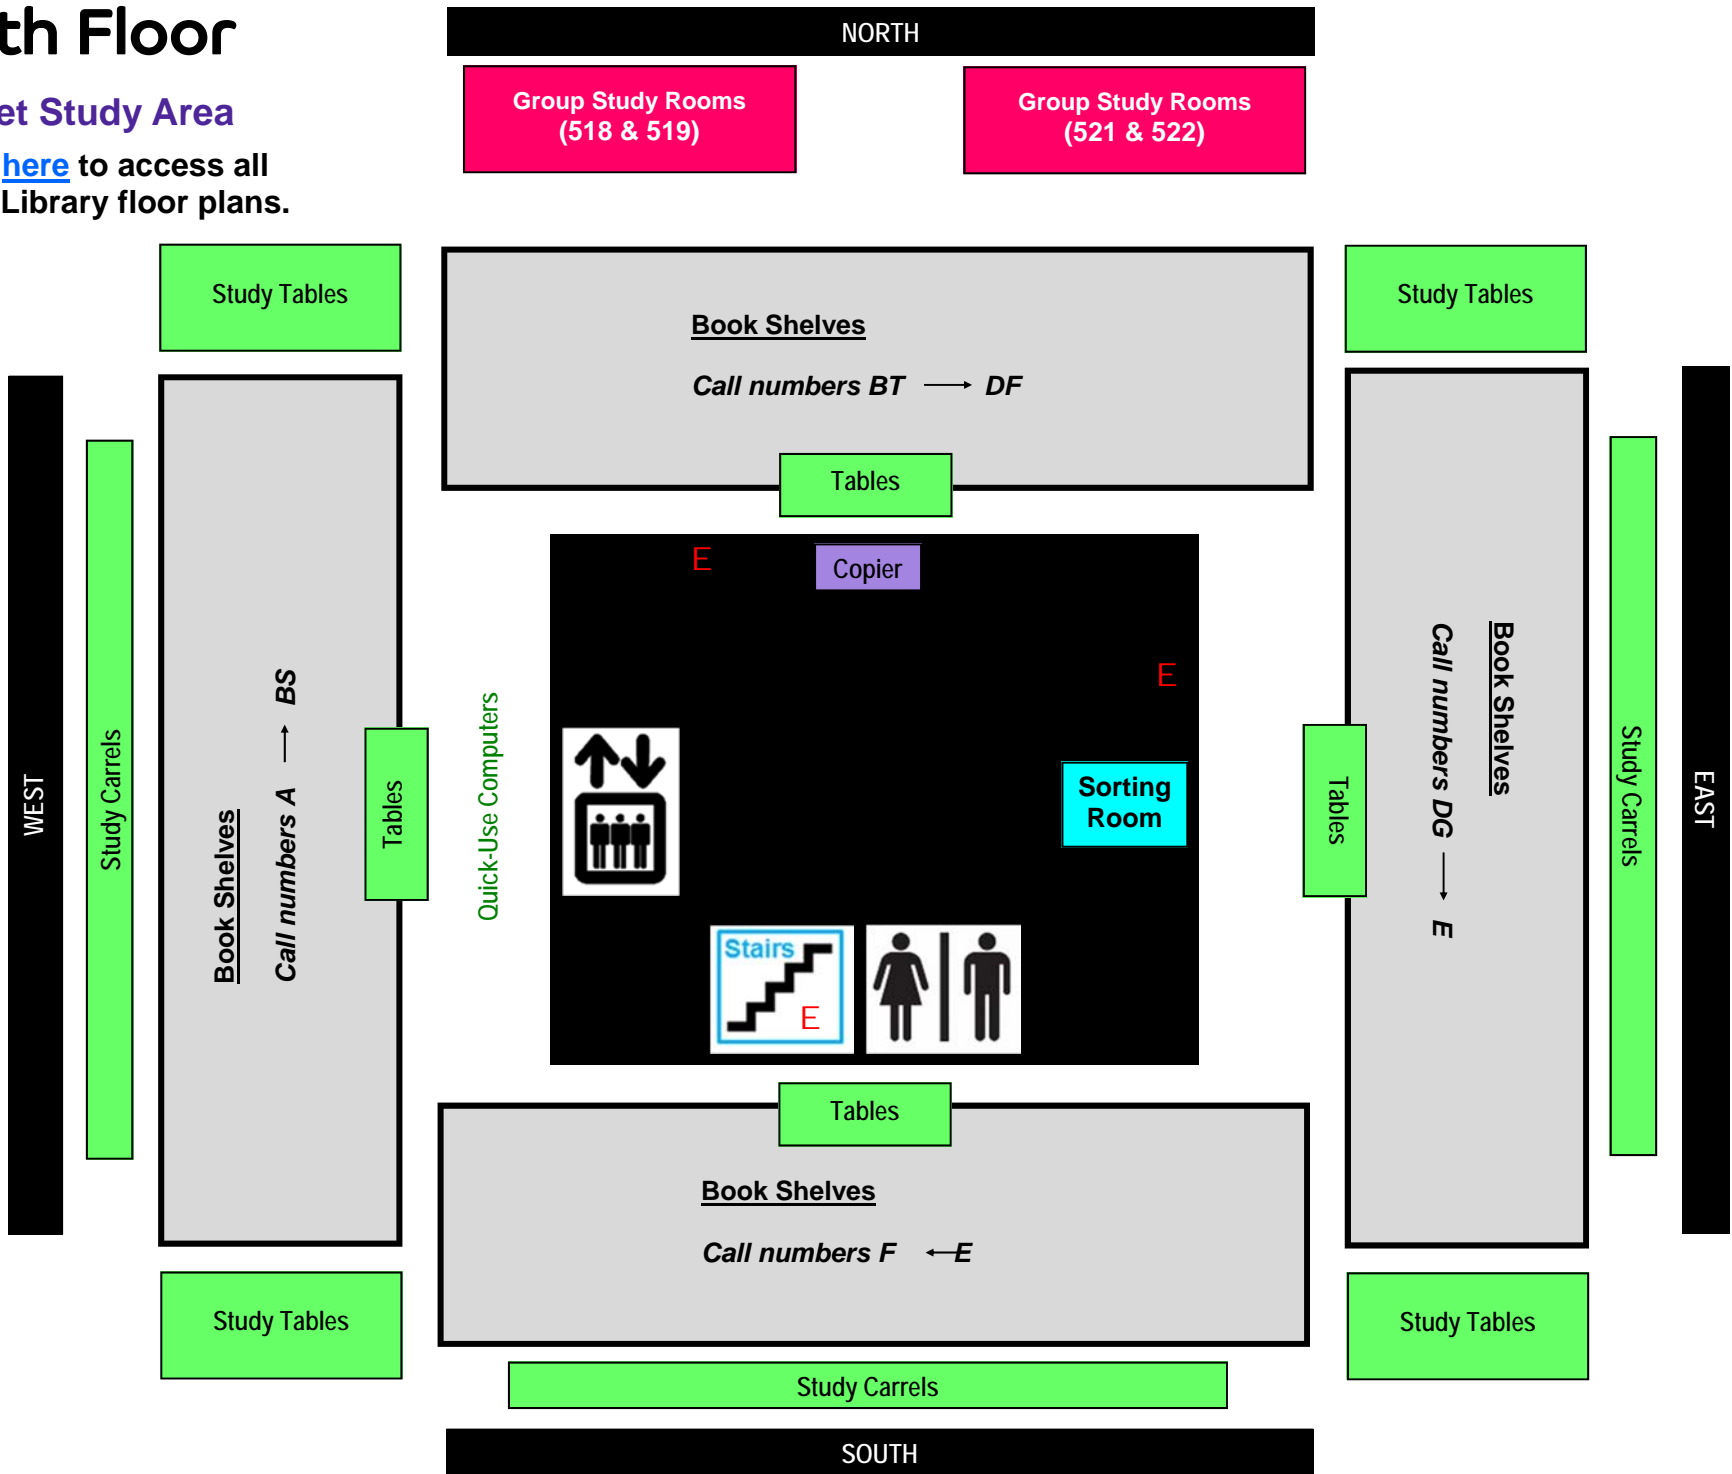 th Floor
et Study Area
here to access all
Library floor plans.
NORTH
Group Study Rooms
(518 & 519)
Group Study Rooms
(521 & 522)
Study Tables
Book Shelves
Call numbers BT → DF
Tables
Study Tables
WEST
Study Carrels
Book Shelves
Call numbers A → BS
Tables
Quick-Use Computers
E
Copier
E
Sorting
Room
Stairs
E
Tables
Call numbers DG → E
Book Shelves
Study Carrels
EAST
Tables
Book Shelves
Call numbers F ← E
Study Tables
Study Tables
Study Carrels
SOUTH